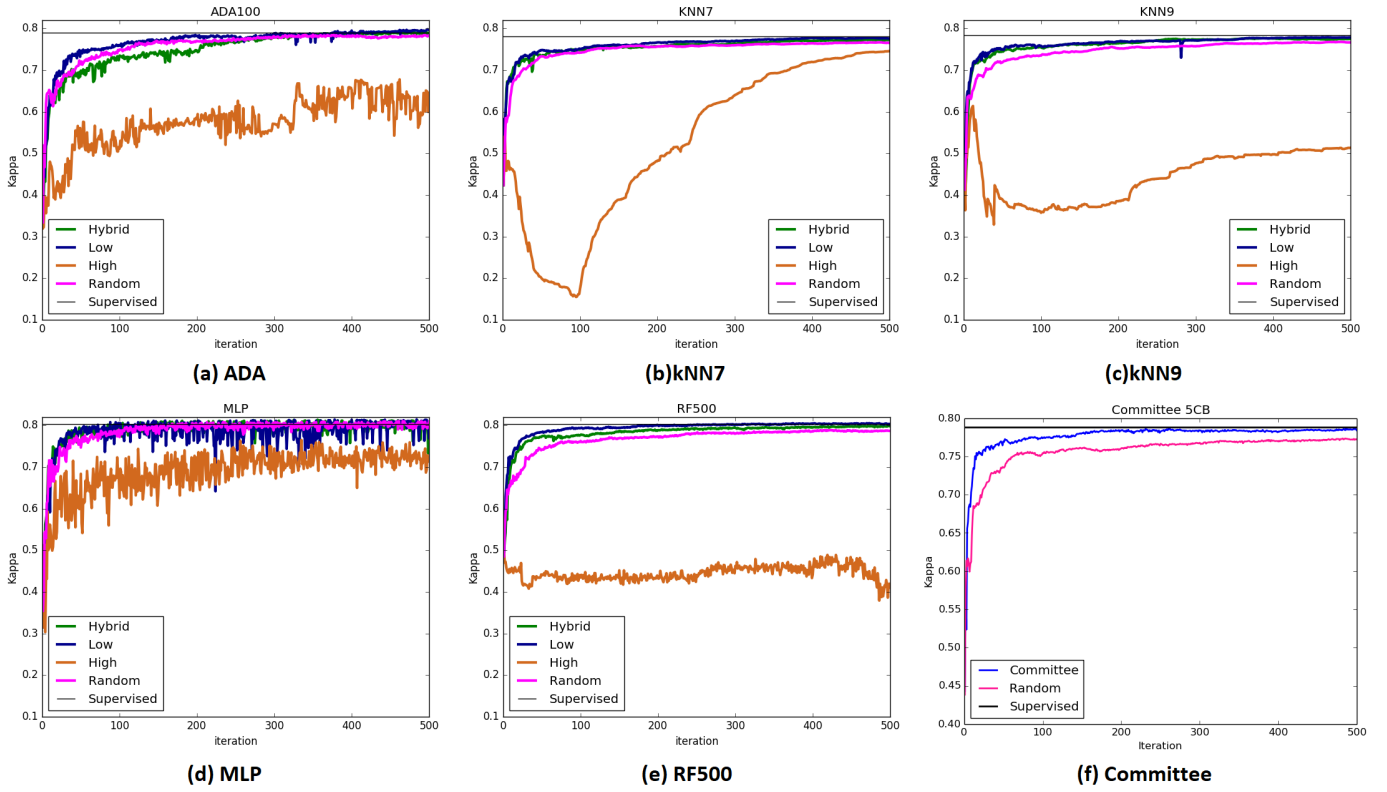 ADA100
Kappa
0.8
0.7
0.6
0.5
0.4
0.3
0.2
0.1
Hybrid
Low
High
Random
Supervised
0 100 200 300 400 500
iteration
(a) ADA
KNN7
Kappa
0.8
0.7
0.6
0.5
0.4
0.3
0.2
0.1
Hybrid
Low
High
Random
Supervised
0 100 200 300 400 500
iteration
(b)kNN7
KNN9
Kappa
0.8
0.7
0.6
0.5
0.4
0.3
0.2
0.1
Hybrid
Low
High
Random
Supervised
0 100 200 300 400 500
iteration
(c)kNN9
MLP
Kappa
0.8
0.7
0.6
0.5
0.4
0.3
0.2
0.1
Hybrid
Low
High
Random
Supervised
0 100 200 300 400 500
iteration
(d) MLP
RF500
Kappa
0.8
0.7
0.6
0.5
0.4
0.3
0.2
0.1
Hybrid
Low
High
Random
Supervised
0 100 200 300 400 500
iteration
(e) RF500
Committee 5CB
Kappa
0.80
0.75
0.70
0.65
0.60
0.55
0.50
0.45
0.40
Committee
Random
Supervised
0 100 200 300 400 500
Iteration
(f) Committee